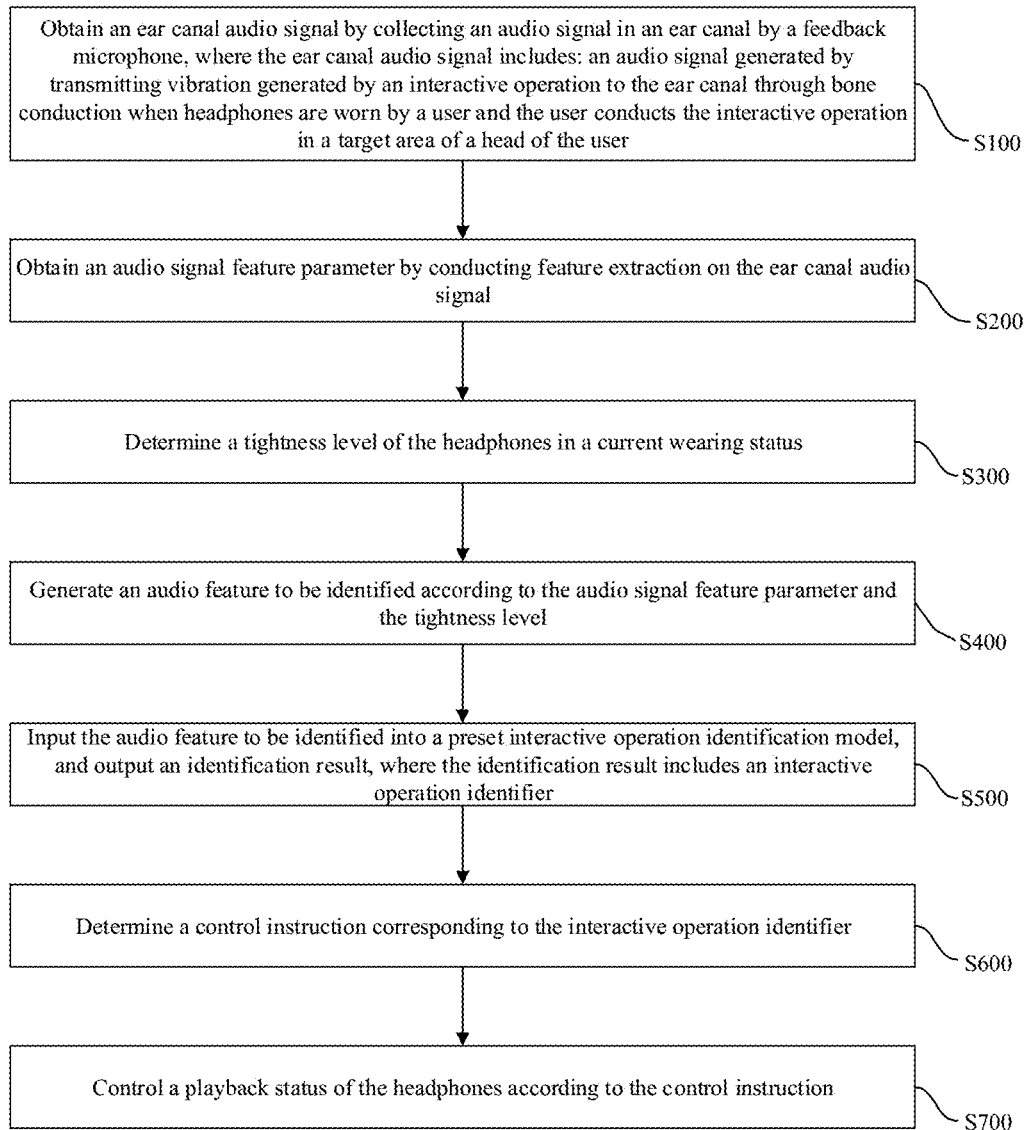 Obtain an ear canal audio signal by collecting an audio signal in an ear canal by a feedback
microphone, where the ear canal audio signal includes: an audio signal generated by
transmitting vibration generated by an interactive operation to the ear canal through bone
conduction when headphones are worn by a user and the user conducts the interactive operation
in a target area of a head of the user
S100
Obtain an audio signal feature parameter by conducting feature extraction on the ear canal audio
signal
S200
Determine a tightness level of the headphones in a current wearing status
S300
Generate an audio feature to be identified according to the audio signal feature parameter and
the tightness level
S400
Input the audio feature to be identified into a preset interactive operation identification model,
and output an identification result, where the identification result includes an interactive
operation identifier
S500
Determine a control instruction corresponding to the interactive operation identifier
S600
Control a playback status of the headphones according to the control instruction
S700